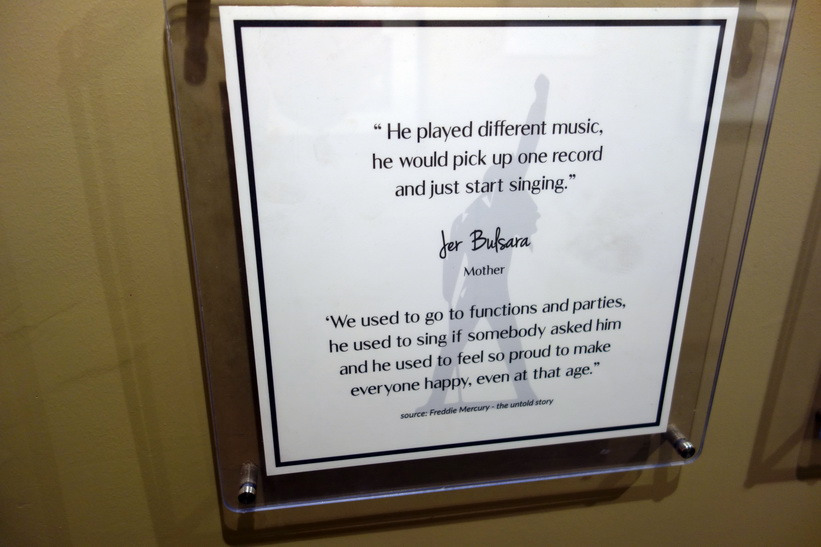 “ He played different music,
he would pick up one record
and just start singing.”
Jer Bulsara
Mother
‘We used to go to functions and parties,
he used to sing if somebody asked him
and he used to feel so proud to make
everyone happy, even at that age.”
source: Freddie Mercury - the untold story